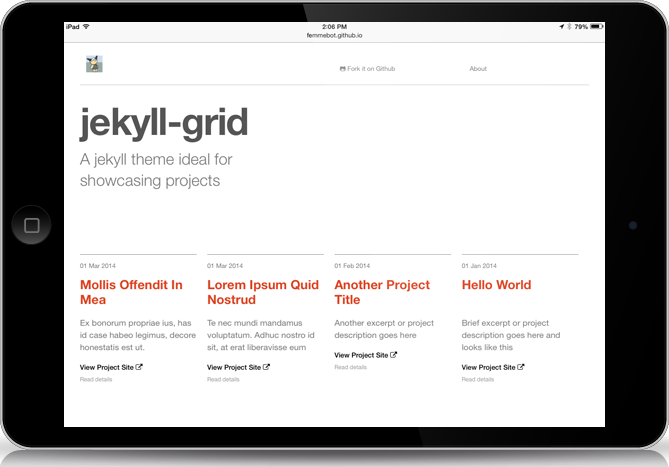 iPad 2:06 PM 79%
femmebot.github.io
Fork it on Github About
jekyll-grid
A jekyll theme ideal for
showcasing projects
01 Mar 2014
Mollis Offendit In
Mea
Ex bonorum propriae ius, has
id case habeo legimus, decore
honestatis est ut.
View Project Site
Read details
01 Mar 2014
Lorem Ipsum Quid
Nostrud
Te nec mundi mandamus
voluptatum. Adhuc nostro id
sit, at erat liberavisse eum
View Project Site
Read details
01 Feb 2014
Another Project
Title
Another excerpt or project
description goes here
View Project Site
Read details
01 Jan 2014
Hello World
Brief excerpt or project
description goes here and
looks like this
View Project Site
Read details